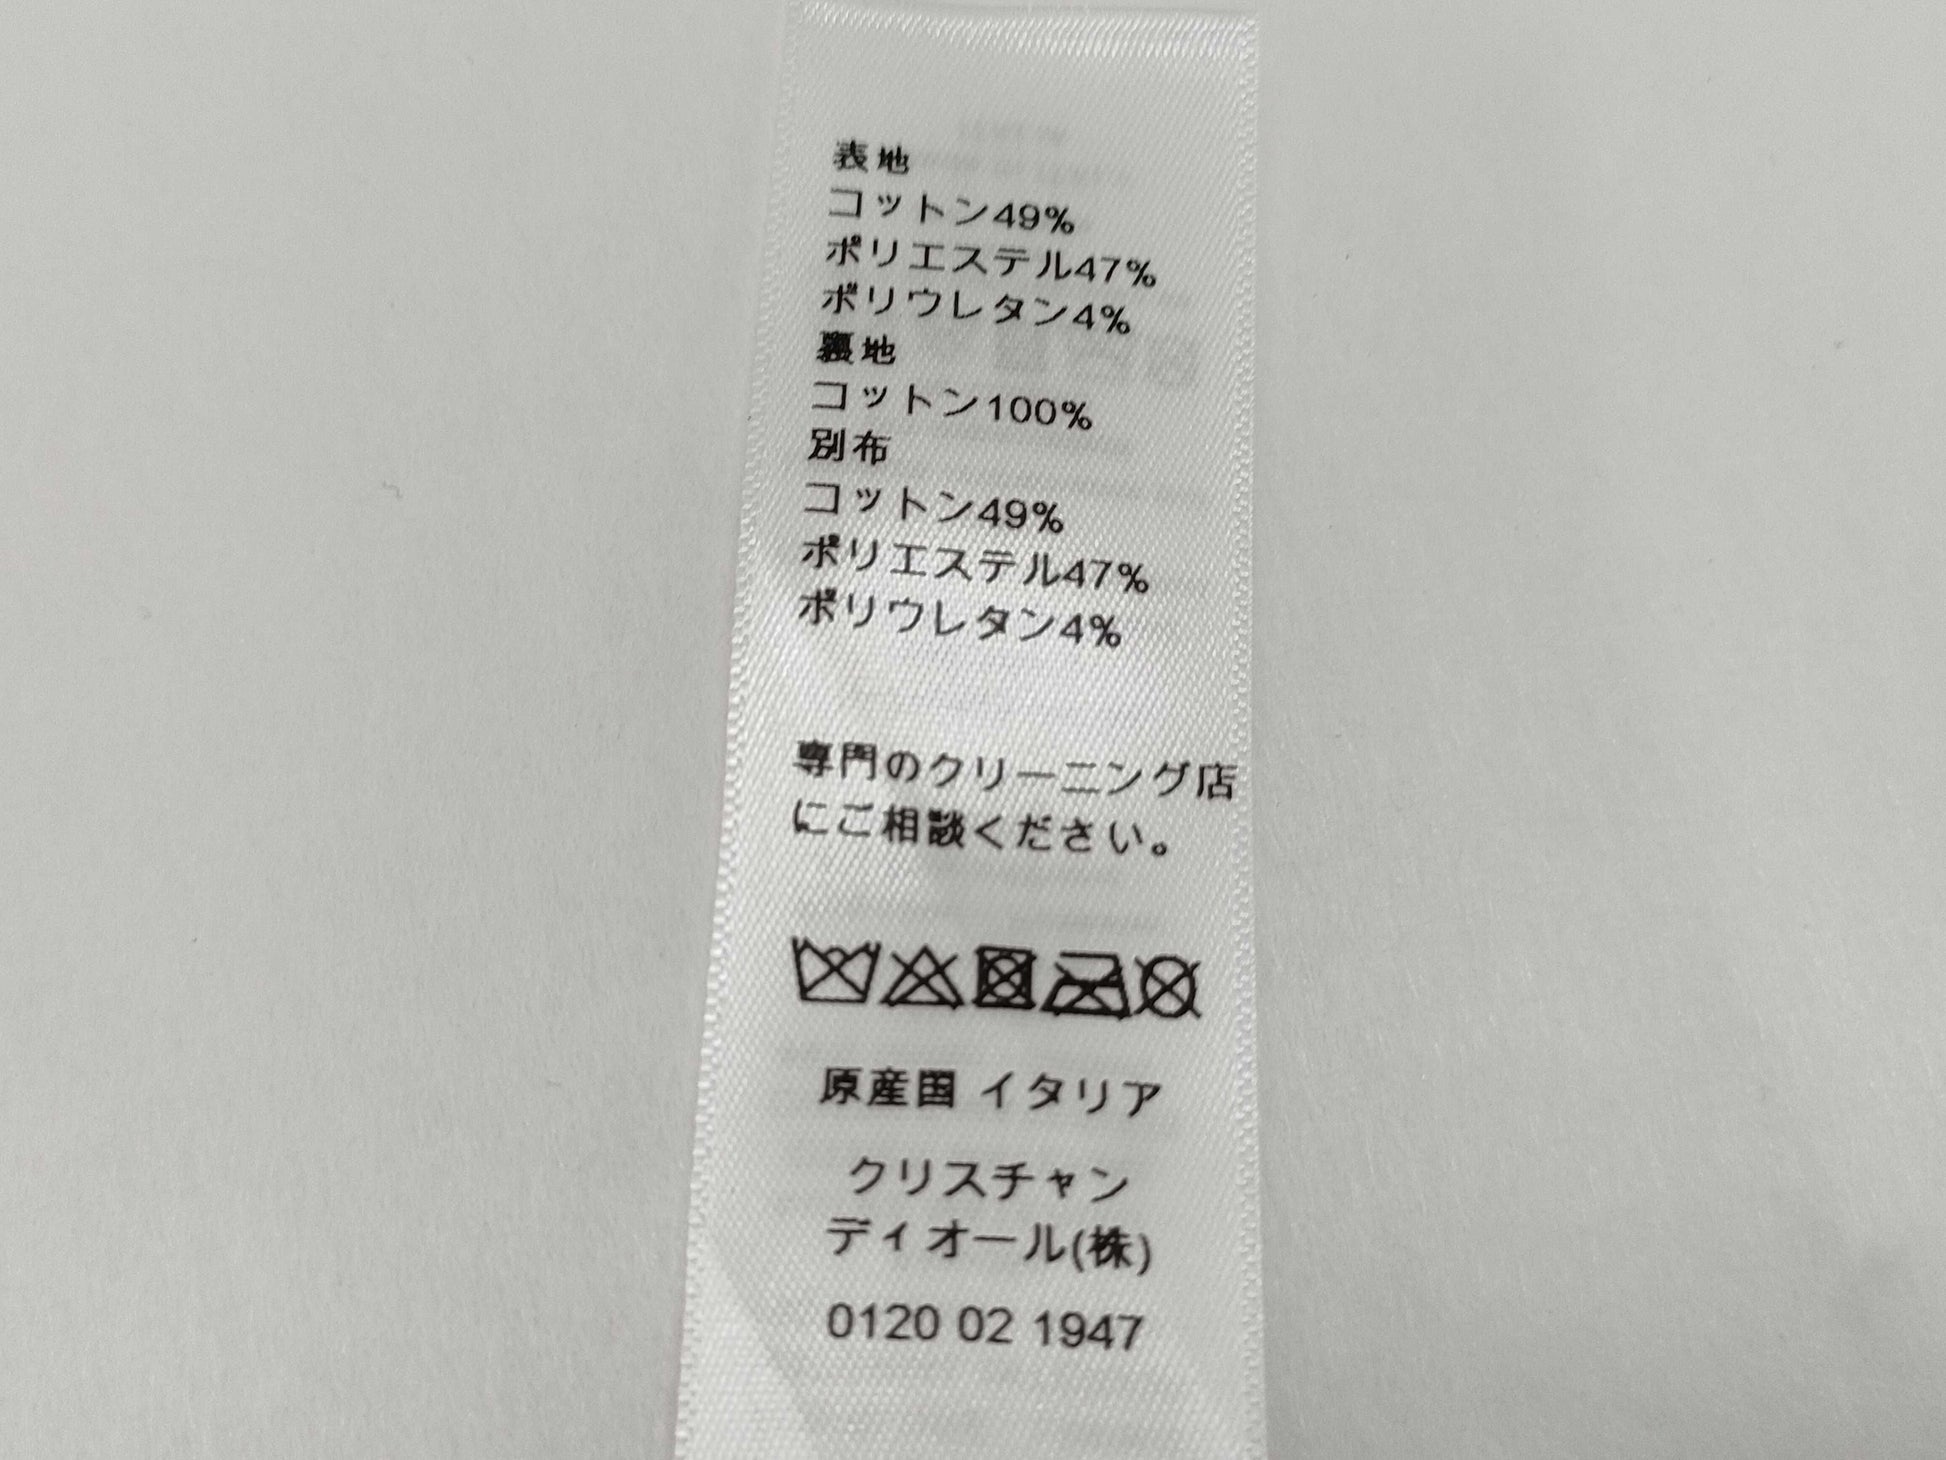 表地
コットン49%
ポリエステル47%
ポリウレタン4%
裏地
コットン100%
別布
コットン49%
ポリエステル47%
ポリウレタン4%
専門のクリーニング店
にご相談ください。
原産国 イタリア
クリスチャン
ディオール(株)
0120 02 1947